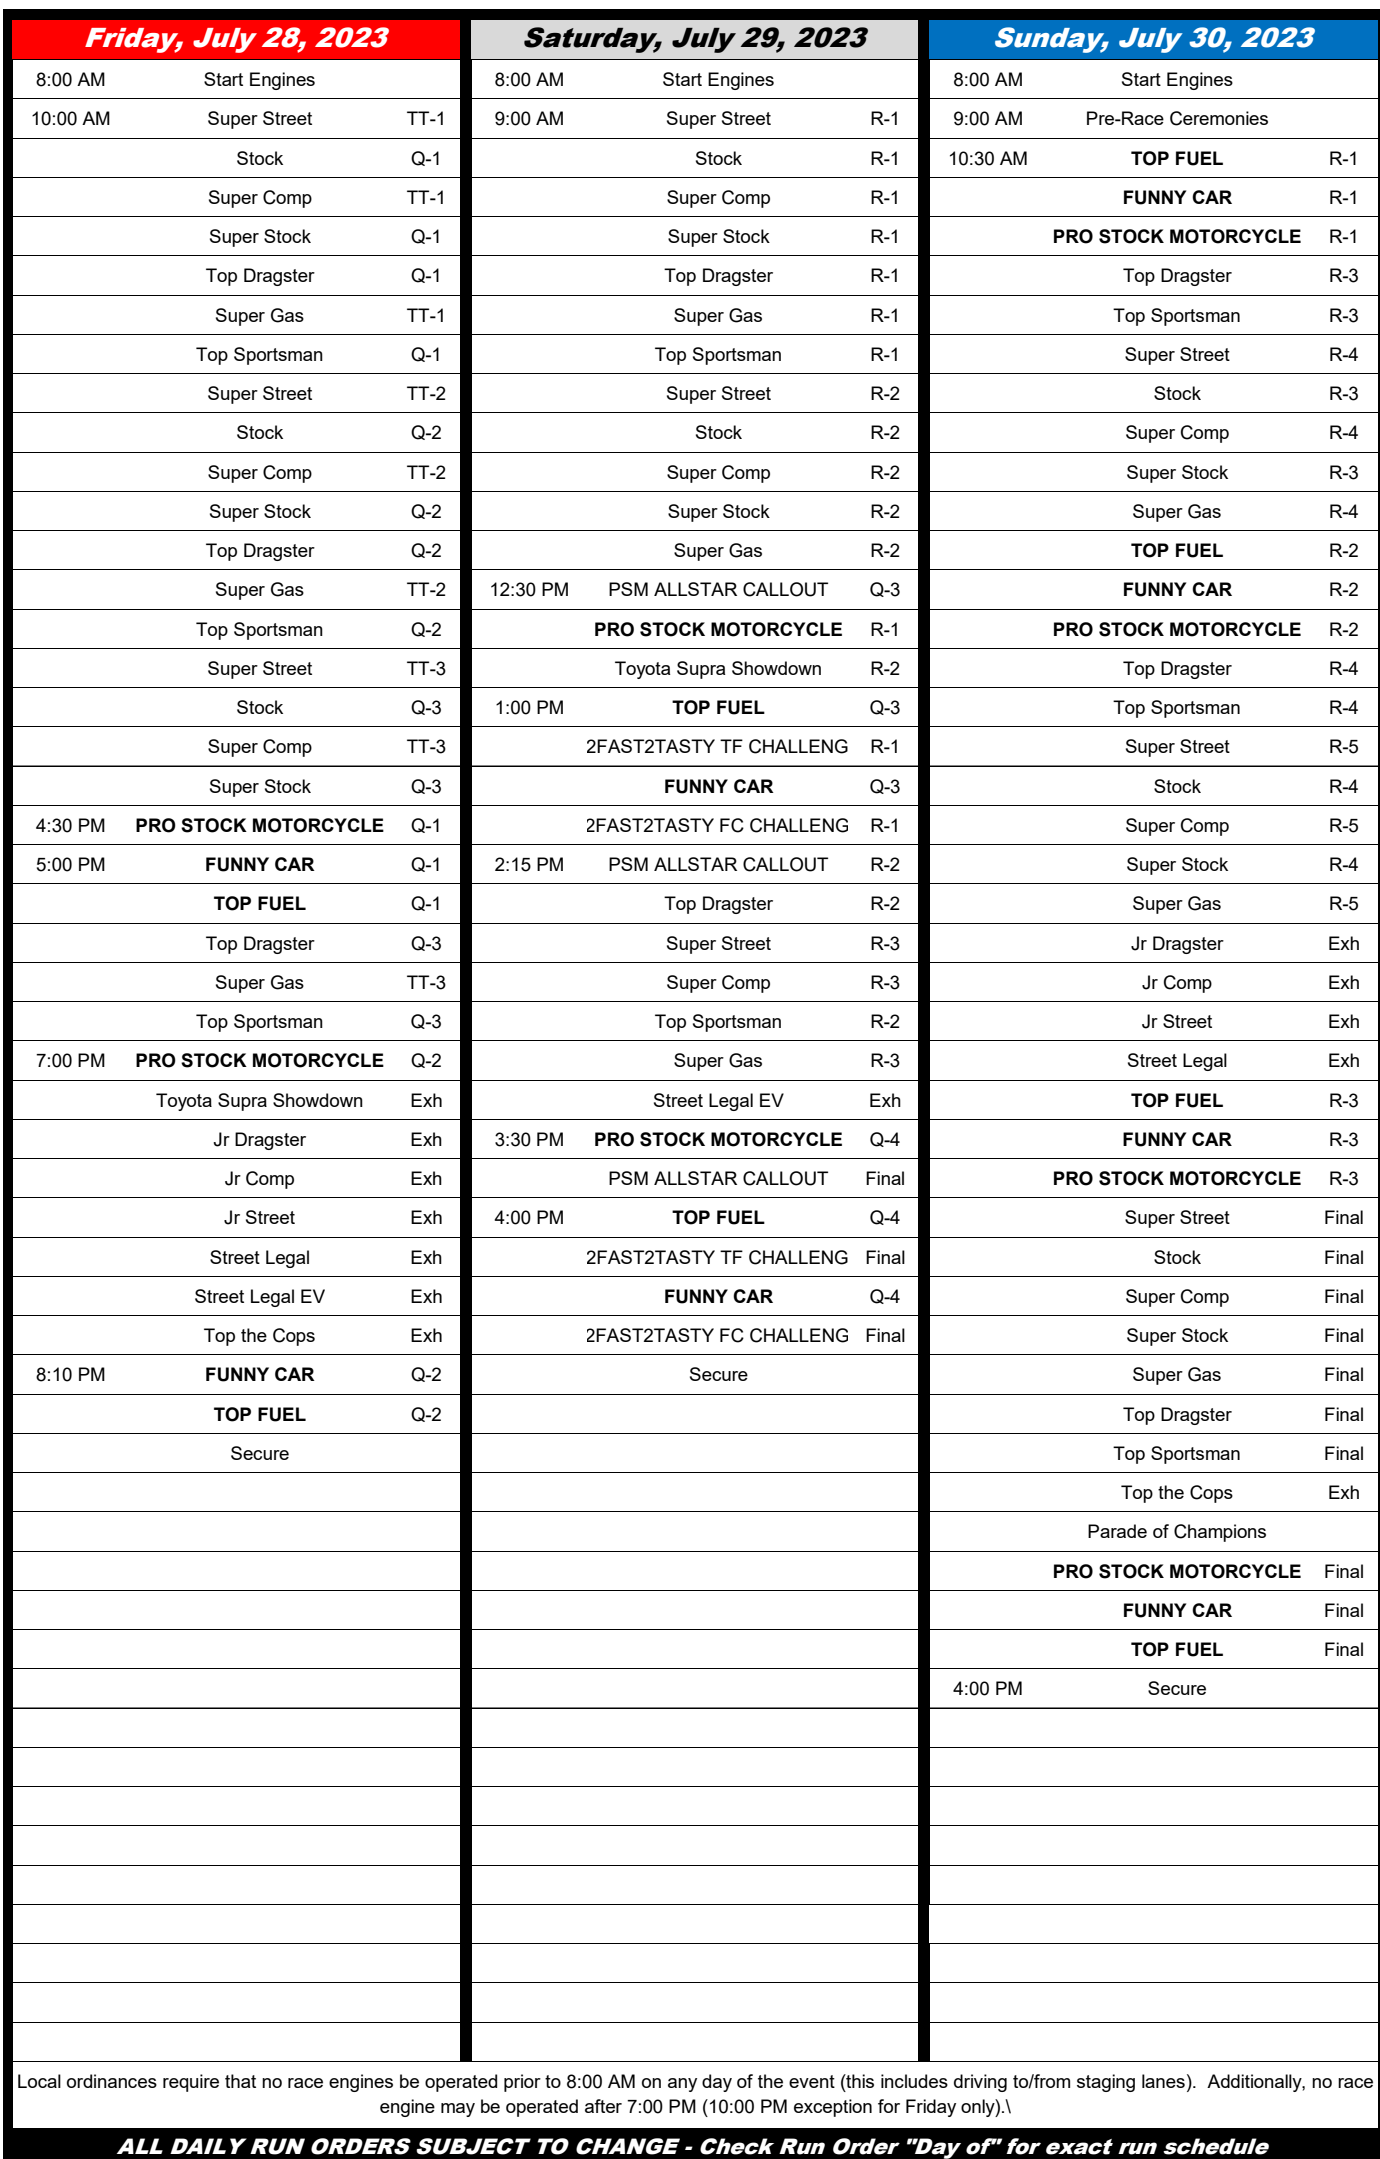 Friday, July 28, 2023
8:00 AM Start Engines
10:00 AM Super Street TT-1
Stock Q-1
Super Comp TT-1
Super Stock Q-1
Top Dragster Q-1
Super Gas TT-1
Top Sportsman Q-1
Super Street TT-2
Stock Q-2
Super Comp TT-2
Super Stock Q-2
Top Dragster Q-2
Super Gas TT-2
Top Sportsman Q-2
Super Street TT-3
Stock Q-3
Super Comp TT-3
Super Stock Q-3
4:30 PM PRO STOCK MOTORCYCLE Q-1
5:00 PM FUNNY CAR Q-1
TOP FUEL Q-1
Top Dragster Q-3
Super Gas TT-3
Top Sportsman Q-3
7:00 PM PRO STOCK MOTORCYCLE Q-2
Toyota Supra Showdown Exh
Jr Dragster Exh
Jr Comp Exh
Jr Street Exh
Street Legal Exh
Street Legal EV Exh
Top the Cops Exh
8:10 PM FUNNY CAR Q-2
TOP FUEL Q-2
Secure
Saturday, July 29, 2023
8:00 AM Start Engines
9:00 AM Super Street R-1
Stock R-1
Super Comp R-1
Super Stock R-1
Top Dragster R-1
Super Gas R-1
Top Sportsman R-1
Super Street R-2
Stock R-2
Super Comp R-2
Super Stock R-2
Super Gas R-2
12:30 PM PSM ALLSTAR CALLOUT Q-3
PRO STOCK MOTORCYCLE R-1
Toyota Supra Showdown R-2
1:00 PM TOP FUEL Q-3
2FAST2TASTY TF CHALLENG R-1
FUNNY CAR Q-3
2FAST2TASTY FC CHALLENG R-1
2:15 PM PSM ALLSTAR CALLOUT R-2
Top Dragster R-2
Super Street R-3
Super Comp R-3
Top Sportsman R-2
Super Gas R-3
Street Legal EV Exh
3:30 PM PRO STOCK MOTORCYCLE Q-4
PSM ALLSTAR CALLOUT Final
4:00 PM TOP FUEL Q-4
2FAST2TASTY TF CHALLENG Final
FUNNY CAR Q-4
2FAST2TASTY FC CHALLENG Final
Secure
Sunday, July 30, 2023
8:00 AM Start Engines
9:00 AM Pre-Race Ceremonies
10:30 AM TOP FUEL R-1
FUNNY CAR R-1
PRO STOCK MOTORCYCLE R-1
Top Dragster R-3
Top Sportsman R-3
Super Street R-4
Stock R-3
Super Comp R-4
Super Stock R-3
Super Gas R-4
TOP FUEL R-2
FUNNY CAR R-2
PRO STOCK MOTORCYCLE R-2
Top Dragster R-4
Top Sportsman R-4
Super Street R-5
Stock R-4
Super Comp R-5
Super Stock R-4
Super Gas R-5
Jr Dragster Exh
Jr Comp Exh
Jr Street Exh
Street Legal Exh
TOP FUEL R-3
FUNNY CAR R-3
PRO STOCK MOTORCYCLE R-3
Super Street Final
Stock Final
Super Comp Final
Super Stock Final
Super Gas Final
Top Dragster Final
Top Sportsman Final
Top the Cops Exh
Parade of Champions
PRO STOCK MOTORCYCLE Final
FUNNY CAR Final
TOP FUEL Final
4:00 PM Secure
Local ordinances require that no race engines be operated prior to 8:00 AM on any day of the event (this includes driving to/from staging lanes). Additionally, no race
engine may be operated after 7:00 PM (10:00 PM exception for Friday only).\
ALL DAILY RUN ORDERS SUBJECT TO CHANGE - Check Run Order "Day of" for exact run schedule